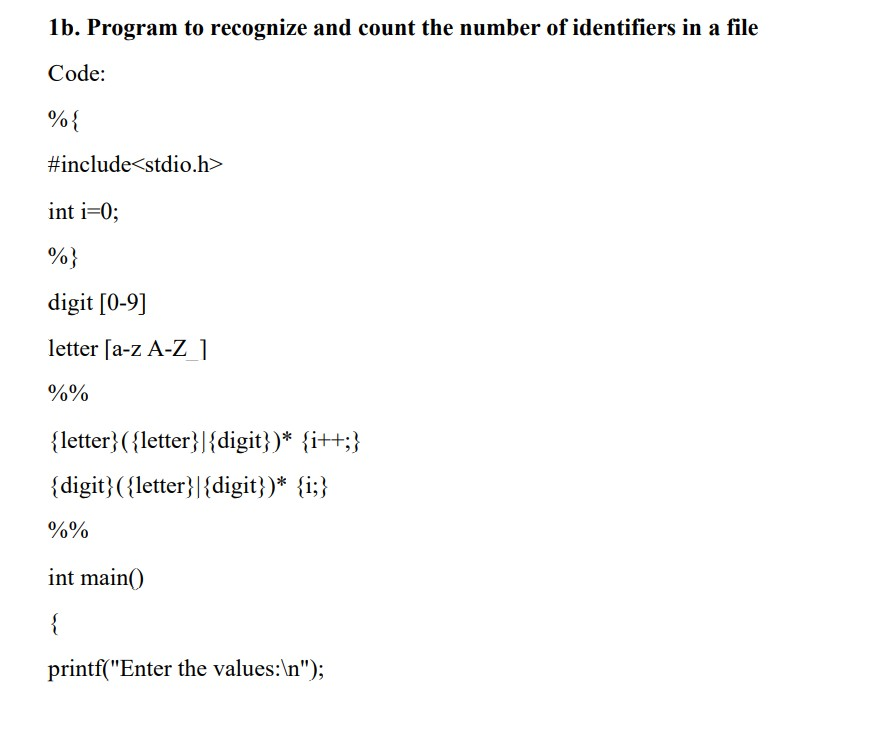 1b. Program to recognize and count the number of identifiers in a file
Code:
%{
#include<stdio.h>
int i=0;
%}
digit [0-9]
letter [a-z A-Z_]
%%
{letter}({letter}|{digit})* {i++;}
{digit}({letter}|{digit})* {i;}
%%
int main()
{
printf("Enter the values:\n");